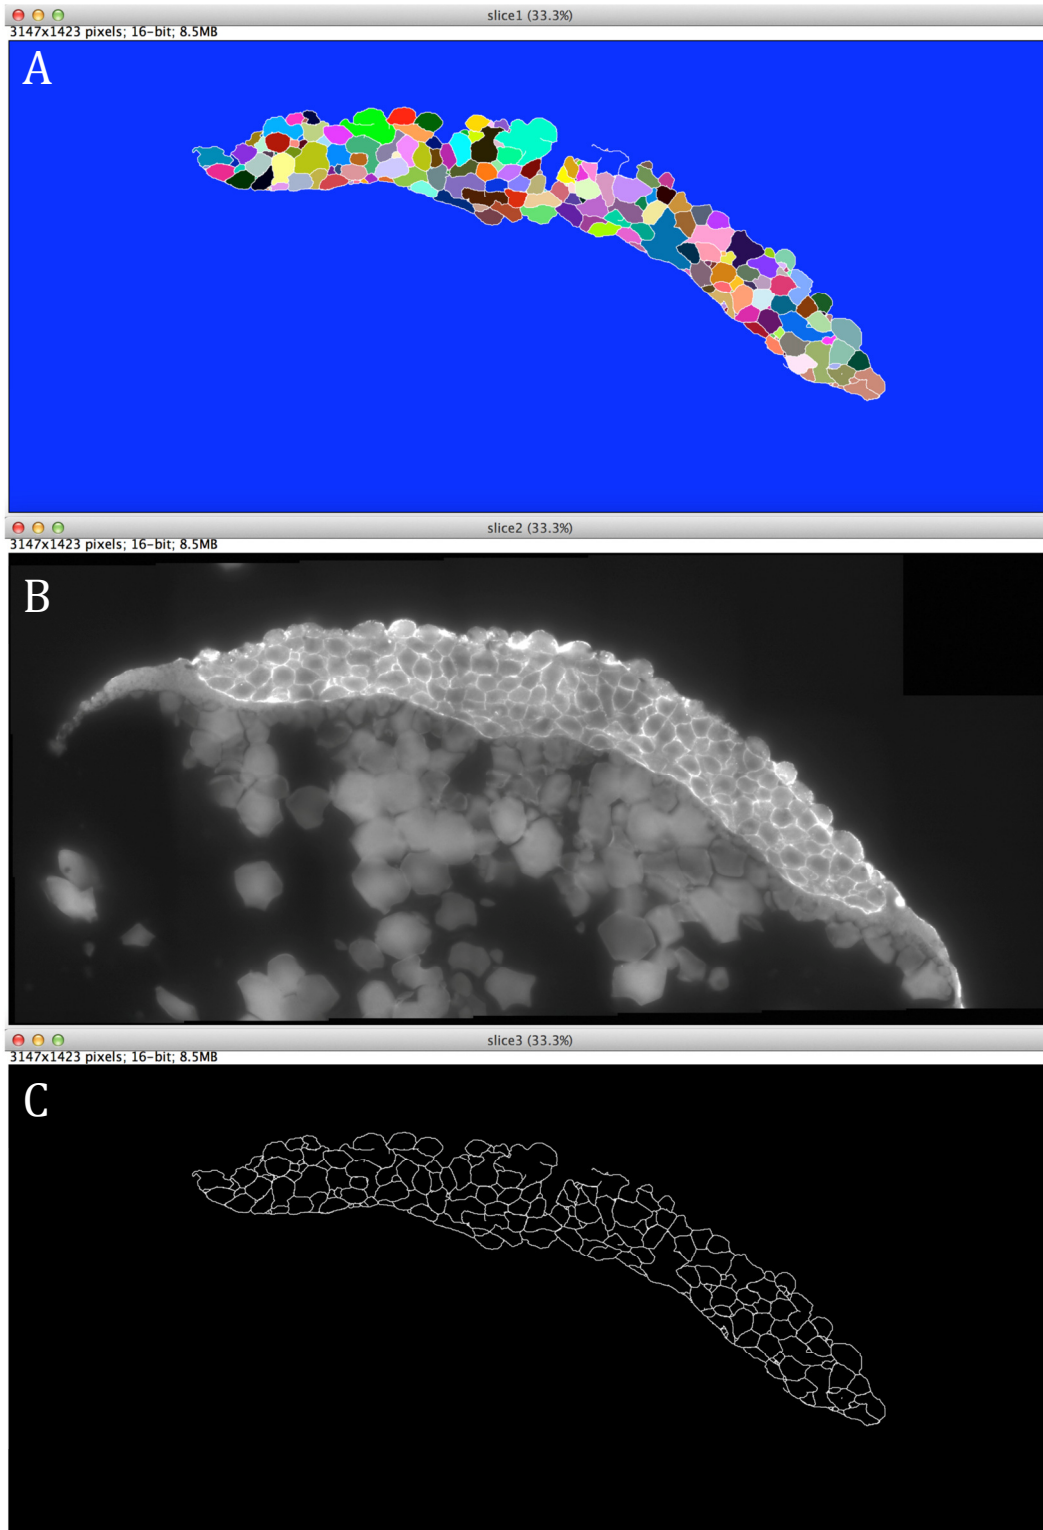 slice1 (33.3%)
3147x1423 pixels; 16-bit; 8.5MB
A
slice2 (33.3%)
3147x1423 pixels; 16-bit; 8.5MB
B
slice3 (33.3%)
3147x1423 pixels; 16-bit; 8.5MB
C